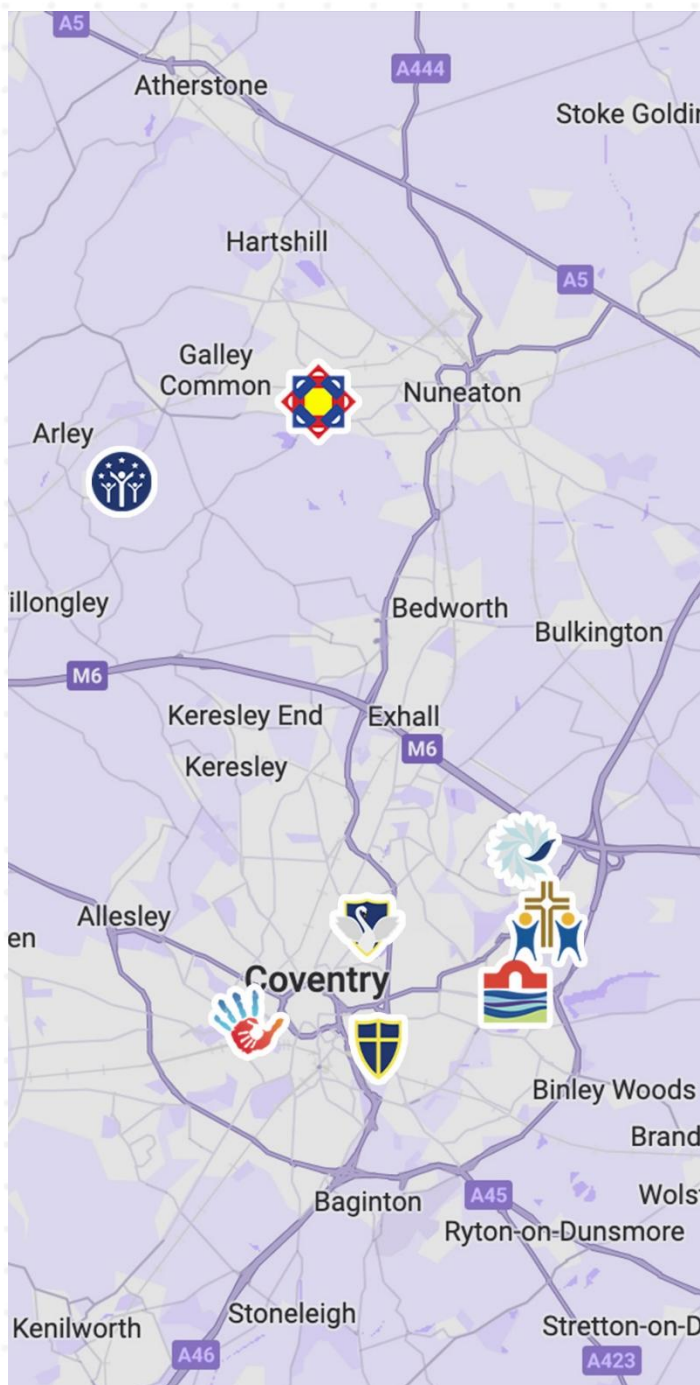 A5
Atherstone
A444
Stoke Goldin
Hartshill
A5
Galley
Common
Nuneaton
Arley
illongley
Bedworth
Bulkington
M6
Keresley End
Exhall
M6
Keresley
Allesley
en
Coventry
Binley Woods
Brand
Baginton
A45
Wols
Ryton-on-Dunsmore
Stoneleigh
Kenilworth
Stretton-on-D
A46
A423